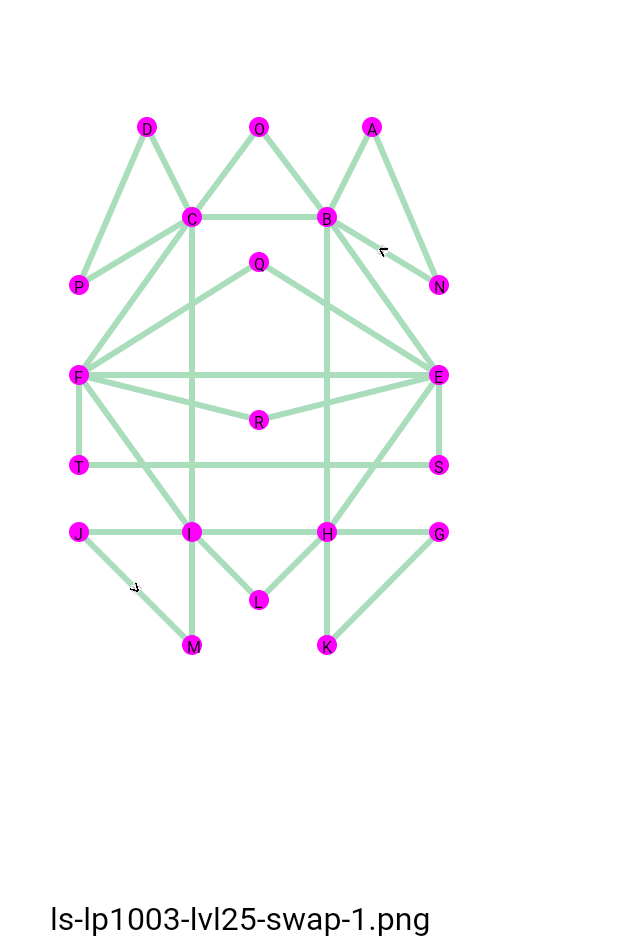 D O A
C B
Q
P N
F E
R
T S
J I H G
L
M K
ls-lp1003-lvl25-swap-1.png